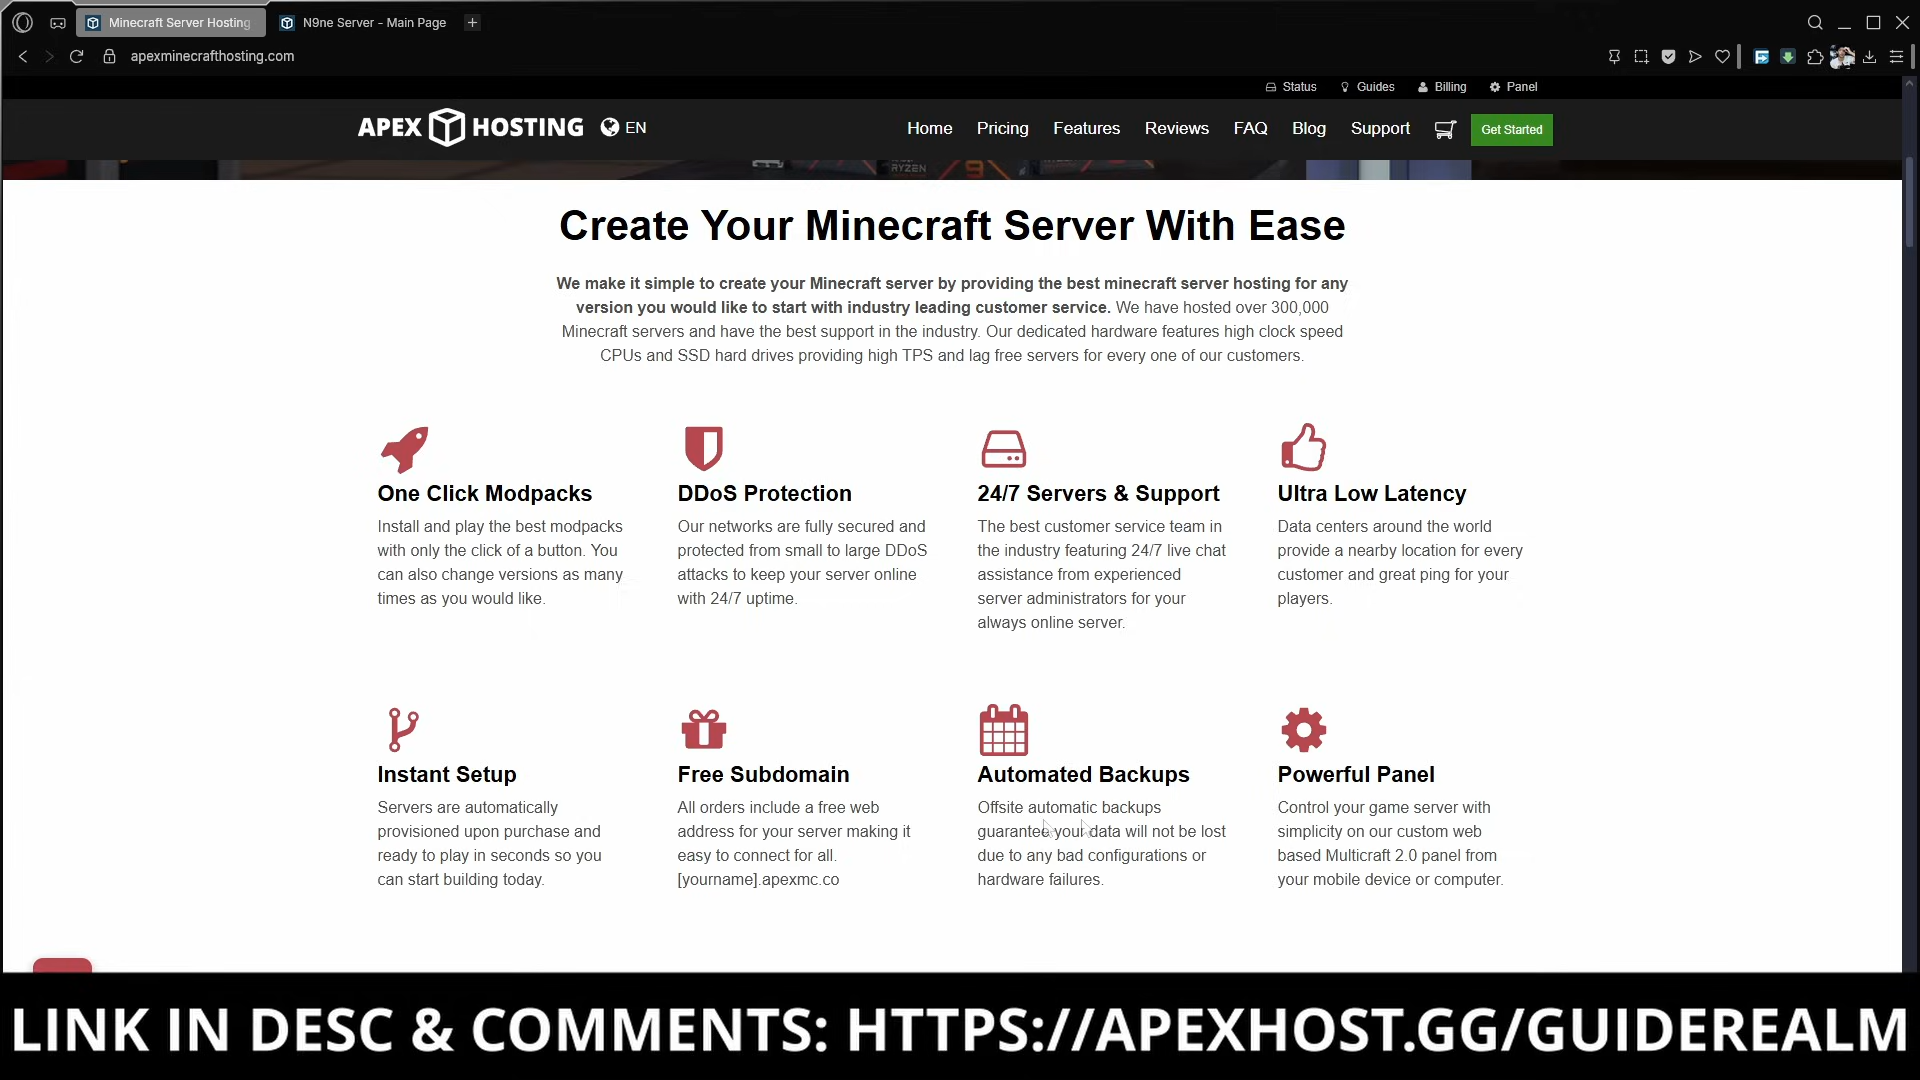 Minecraft Server Hosting
N9ne Server - Main Page
apexminecrafthosting.com
Status
Guides
Billing
Panel
APEX HOSTING
EN
Home
Pricing
Features
Reviews
FAQ
Blog
Support
Get Started
RYZEN
9
Create Your Minecraft Server With Ease
We make it simple to create your Minecraft server by providing the best minecraft server hosting for any
version you would like to start with industry leading customer service. We have hosted over 300,000
Minecraft servers and have the best support in the industry. Our dedicated hardware features high clock speed
CPUs and SSD hard drives providing high TPS and lag free servers for every one of our customers.
One Click Modpacks
Install and play the best modpacks
with only the click of a button. You
can also change versions as many
times as you would like.
DDoS Protection
Our networks are fully secured and
protected from small to large DDoS
attacks to keep your server online
with 24/7 uptime.
24/7 Servers & Support
The best customer service team in
the industry featuring 24/7 live chat
assistance from experienced
server administrators for your
always online server.
Ultra Low Latency
Data centers around the world
provide a nearby location for every
customer and great ping for your
players.
Instant Setup
Servers are automatically
provisioned upon purchase and
ready to play in seconds so you
can start building today.
Free Subdomain
All orders include a free web
address for your server making it
easy to connect for all.
[yourname].apexmc.co
Automated Backups
Offsite automatic backups
guarantee your data will not be lost
due to any bad configurations or
hardware failures.
Powerful Panel
Control your game server with
simplicity on our custom web
based Multicraft 2.0 panel from
your mobile device or computer.
LINK IN DESC & COMMENTS: HTTPS://APEXHOST.GG/GUIDEREALM